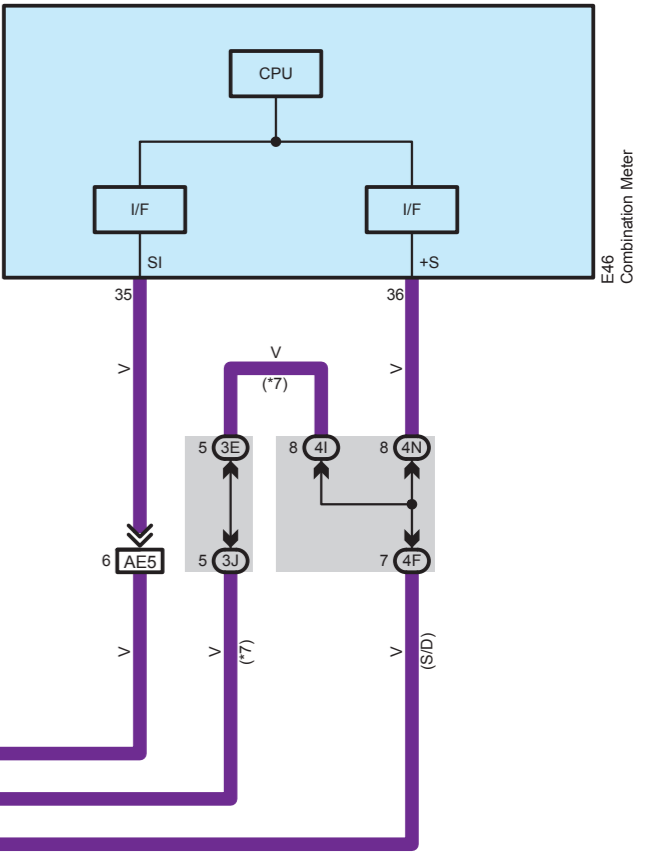 CPU
I/F
I/F
SI
+S
E46
Combination Meter
35
36
V
V
(*7)
V
5 3E
8 4I
8 4N
6 AE5
5 3J
7 4F
V
V
(*7)
V
(S/D)